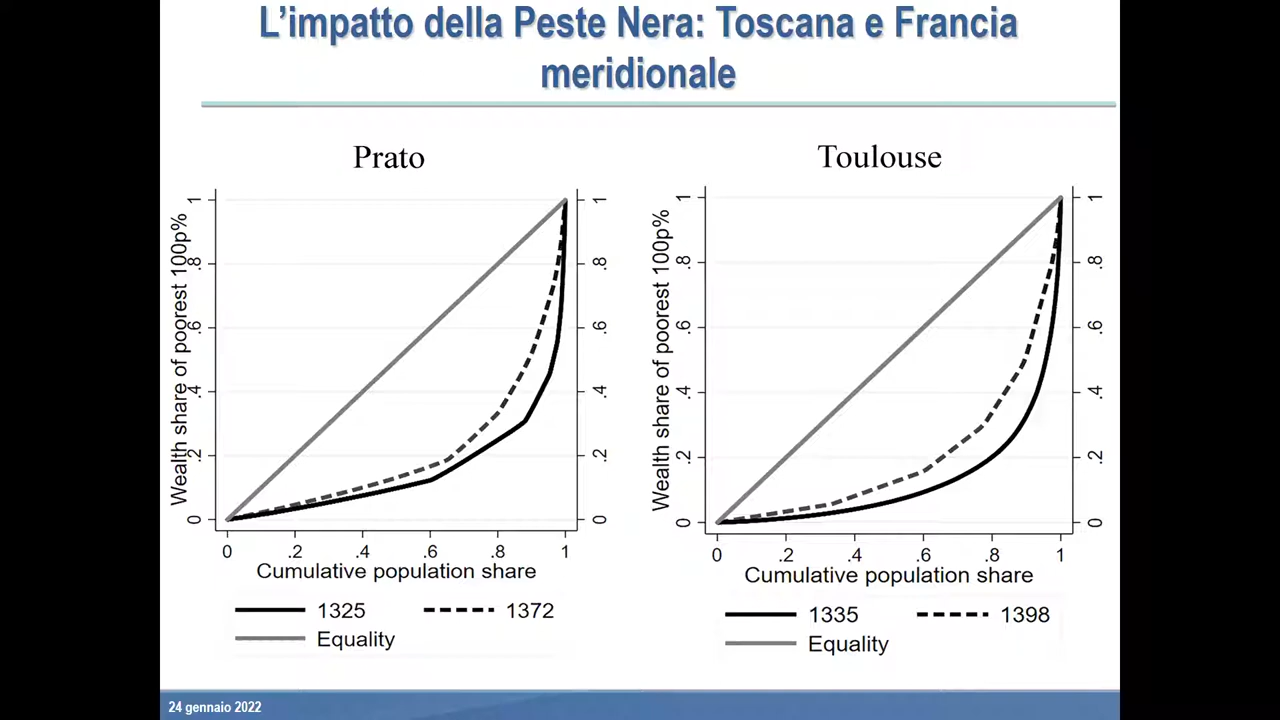 L'impatto della Peste Nera: Toscana e Francia
meridionale
Prato
Wealth share of poorest 100p%
1
.8
.6
.4
.2
0
1
.8
.6
.4
.2
0
0 .2 .4 .6 .8 1
Cumulative population share
1325 1372
Equality
Toulouse
Wealth share of poorest 100p%
1
.8
.6
.4
.2
0
1
.8
.6
.4
.2
0
0 .2 .4 .6 .8 1
Cumulative population share
1335 1398
Equality
24 gennaio 2022